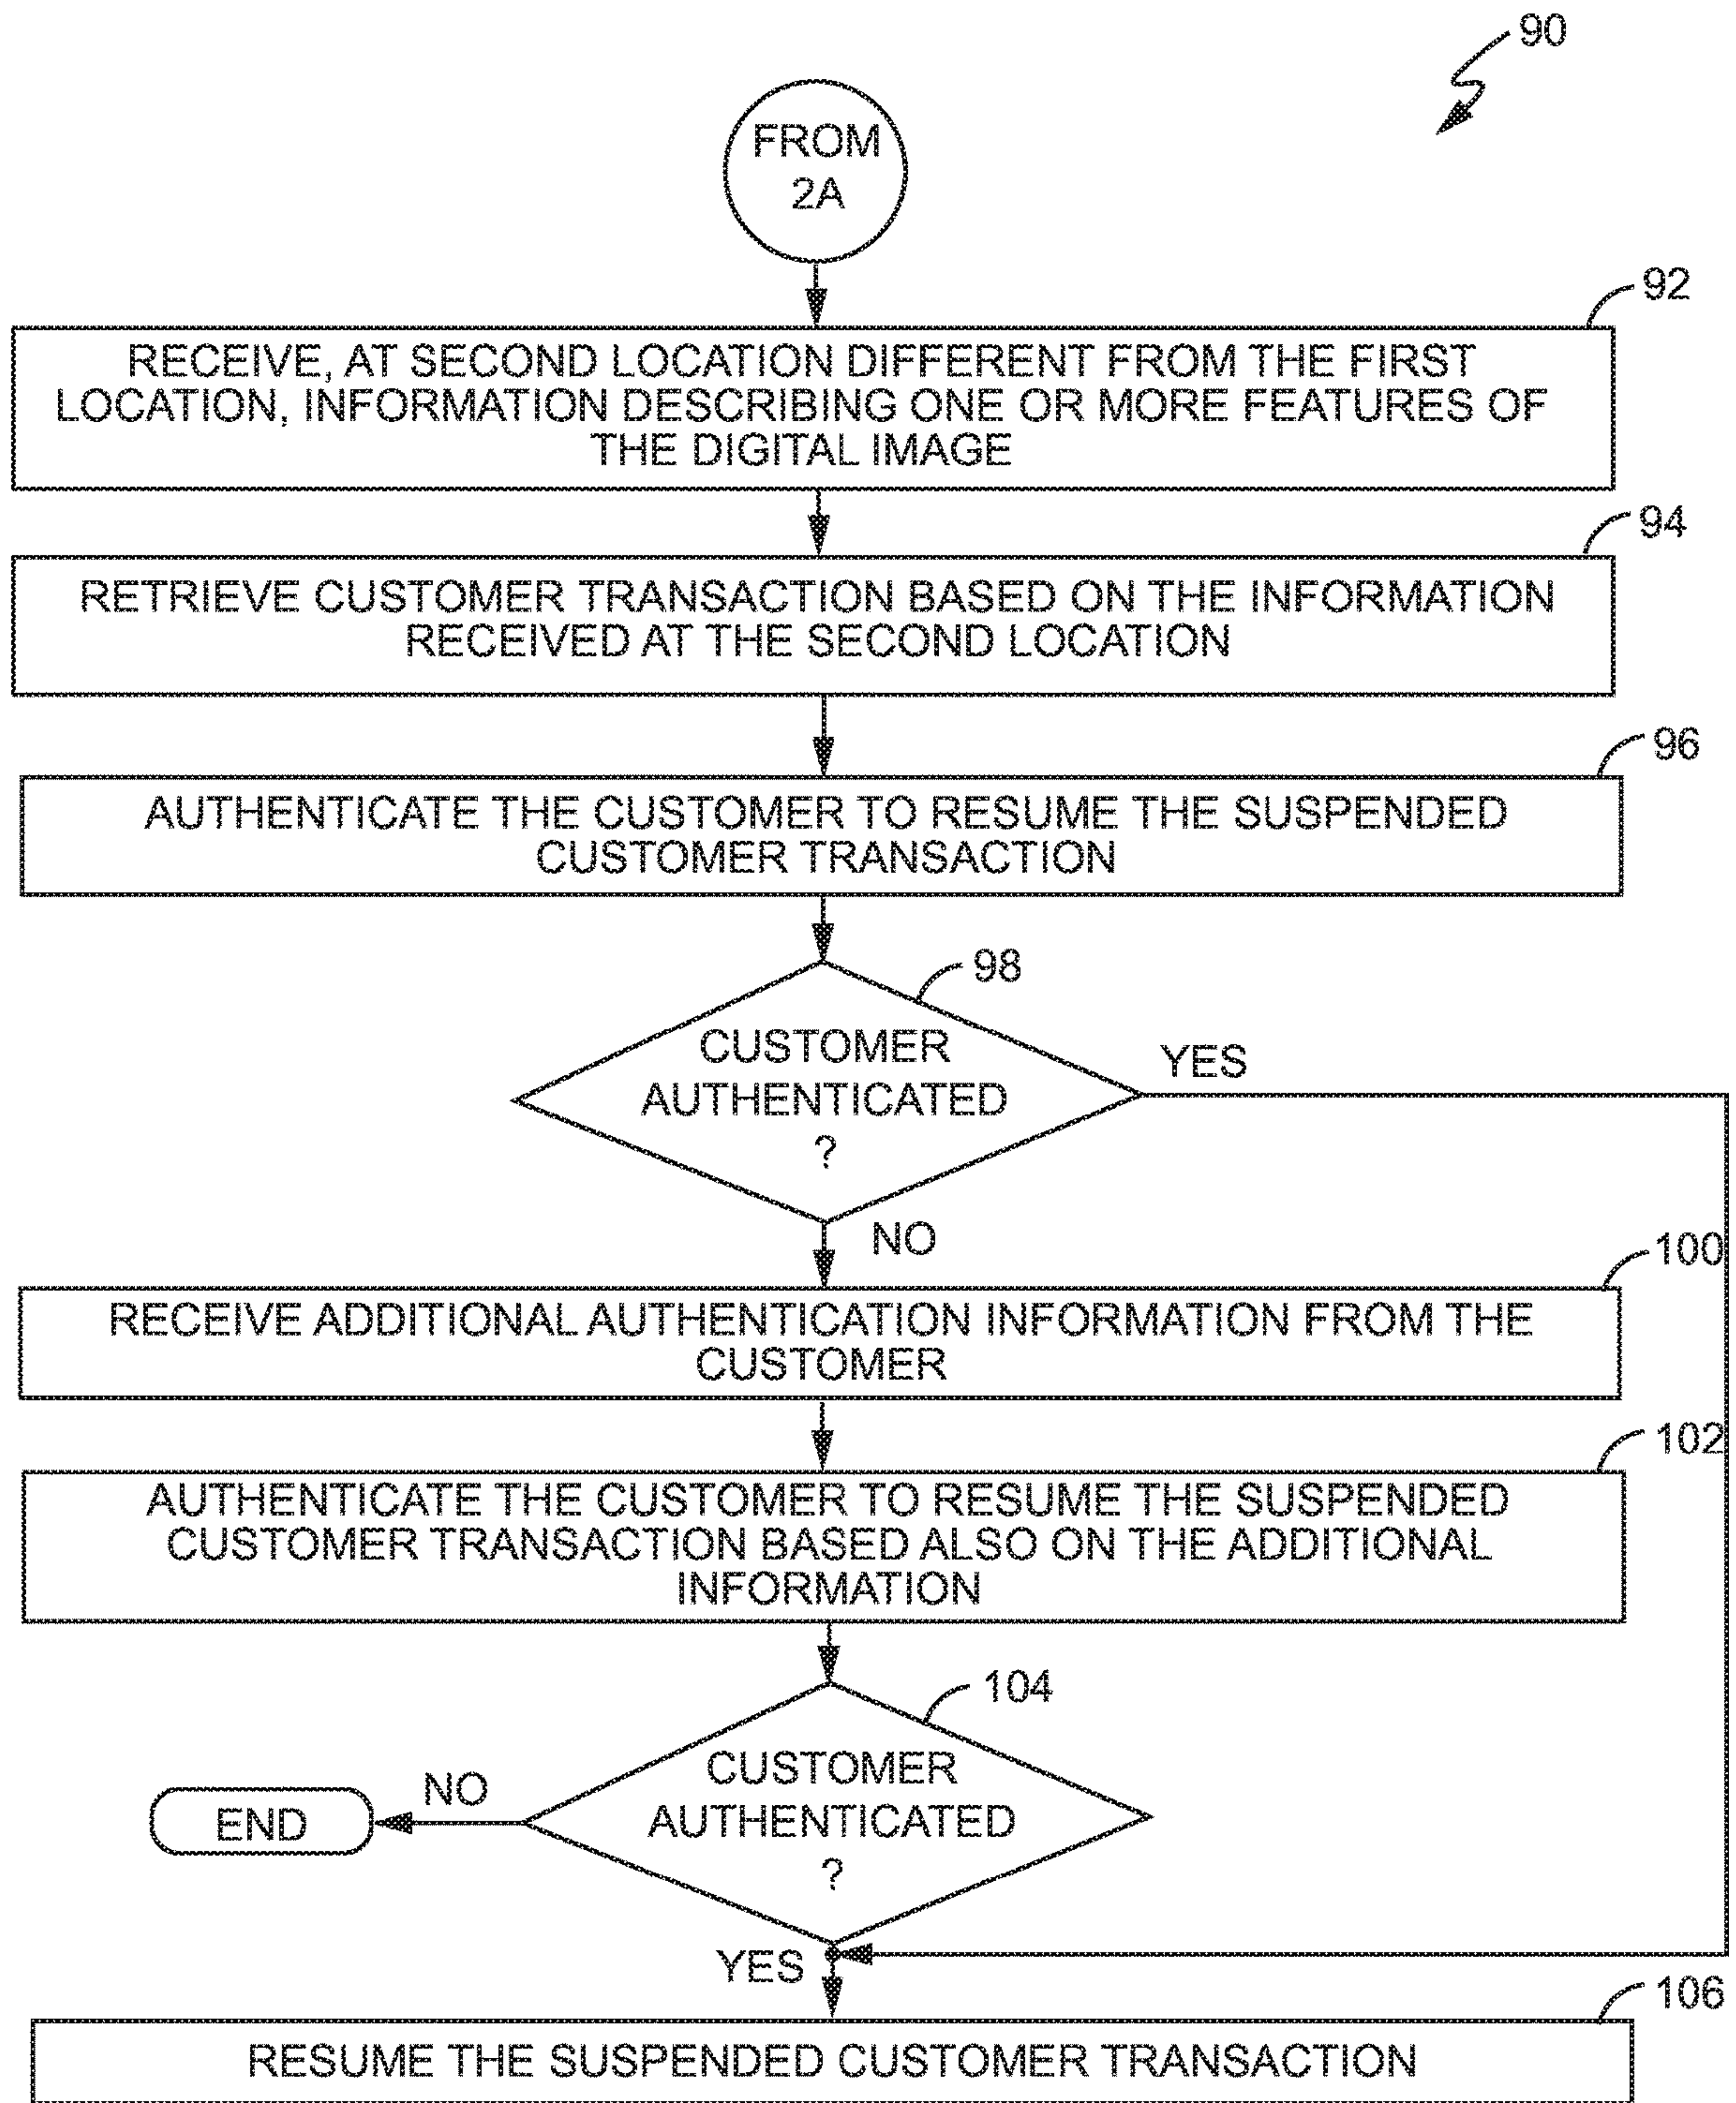 90
FROM
2A
92
RECEIVE, AT SECOND LOCATION DIFFERENT FROM THE FIRST
LOCATION, INFORMATION DESCRIBING ONE OR MORE FEATURES OF
THE DIGITAL IMAGE
94
RETRIEVE CUSTOMER TRANSACTION BASED ON THE INFORMATION
RECEIVED AT THE SECOND LOCATION
96
AUTHENTICATE THE CUSTOMER TO RESUME THE SUSPENDED
CUSTOMER TRANSACTION
98
CUSTOMER
AUTHENTICATED
?
YES
NO
100
RECEIVE ADDITIONAL AUTHENTICATION INFORMATION FROM THE
CUSTOMER
102
AUTHENTICATE THE CUSTOMER TO RESUME THE SUSPENDED
CUSTOMER TRANSACTION BASED ALSO ON THE ADDITIONAL
INFORMATION
104
CUSTOMER
AUTHENTICATED
?
NO
END
YES
106
RESUME THE SUSPENDED CUSTOMER TRANSACTION